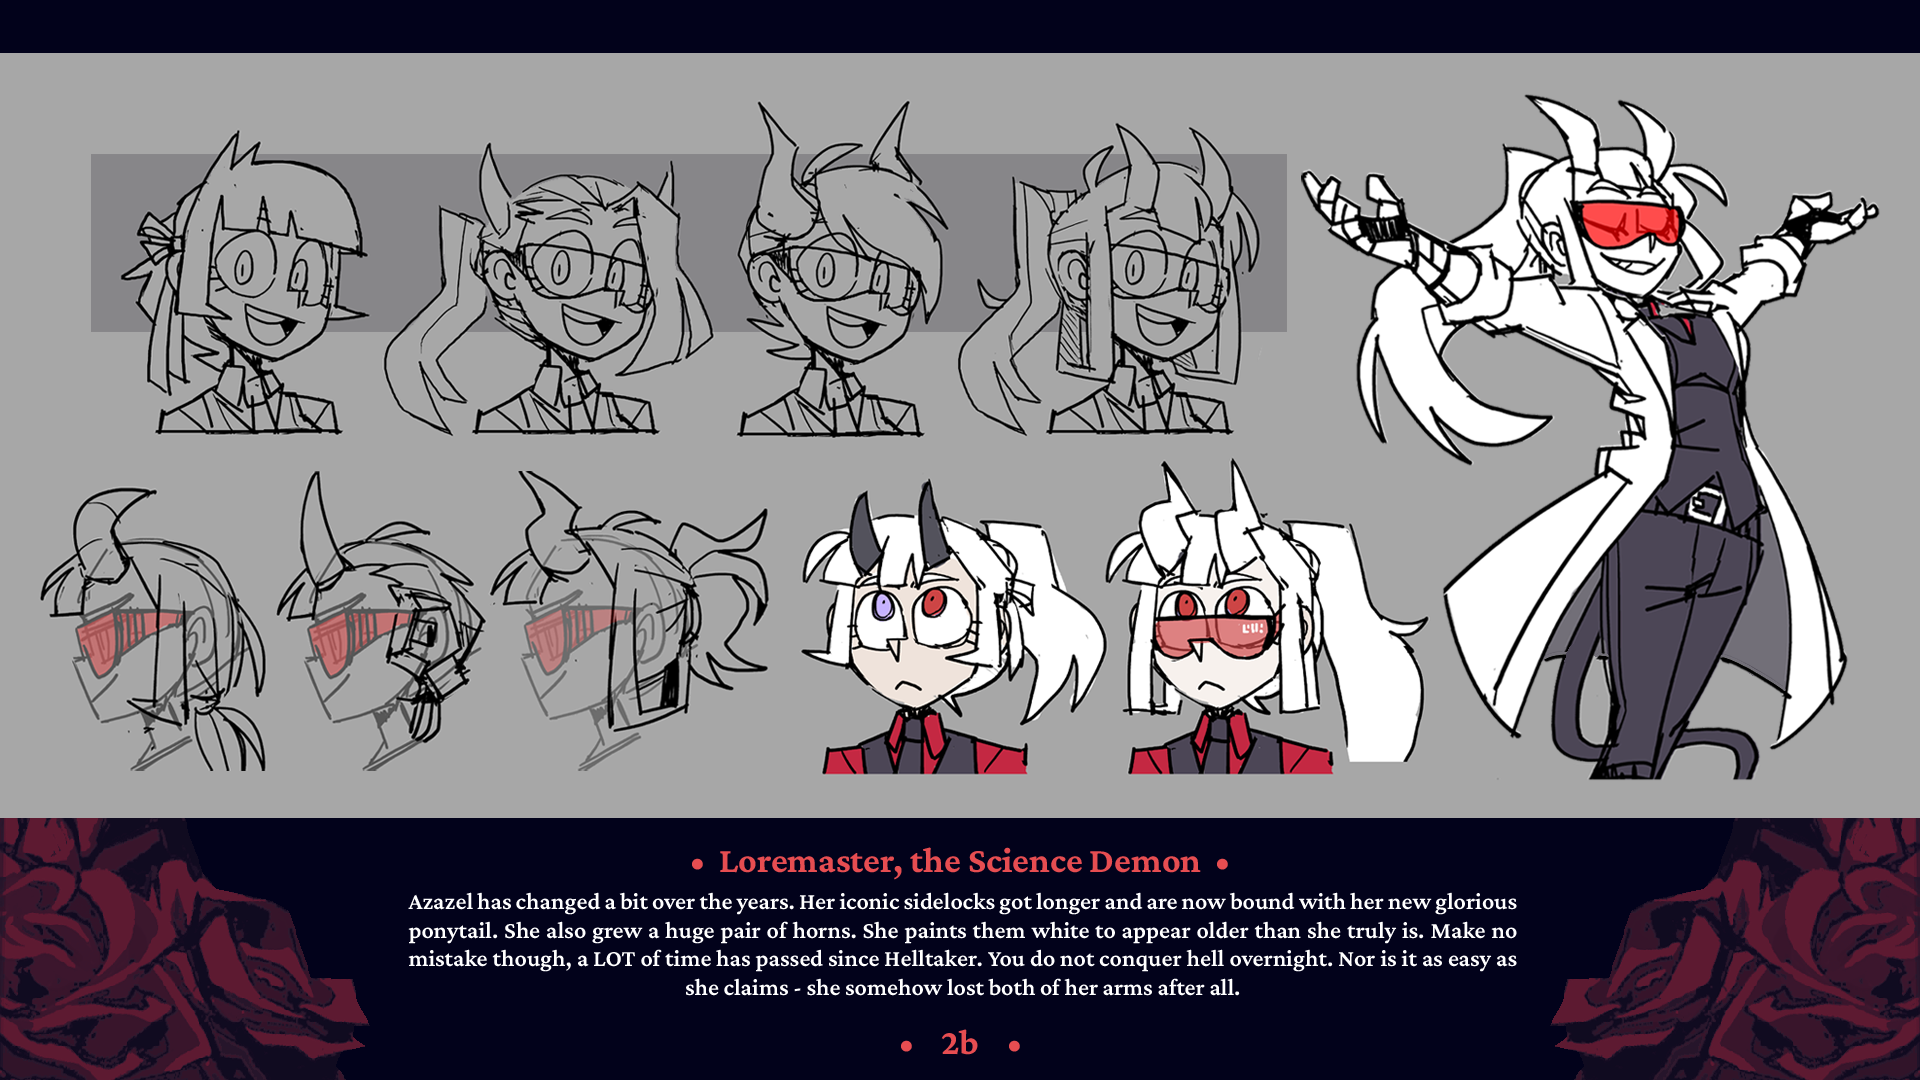 • Loremaster, the Science Demon •
Azazel has changed a bit over the years. Her iconic sidelocks got longer and are now bound with her new glorious
ponytail. She also grew a huge pair of horns. She paints them white to appear older than she truly is. Make no
mistake though, a LOT of time has passed since Helltaker. You do not conquer hell overnight. Nor is it as easy as
she claims - she somehow lost both of her arms after all.
• 2b •